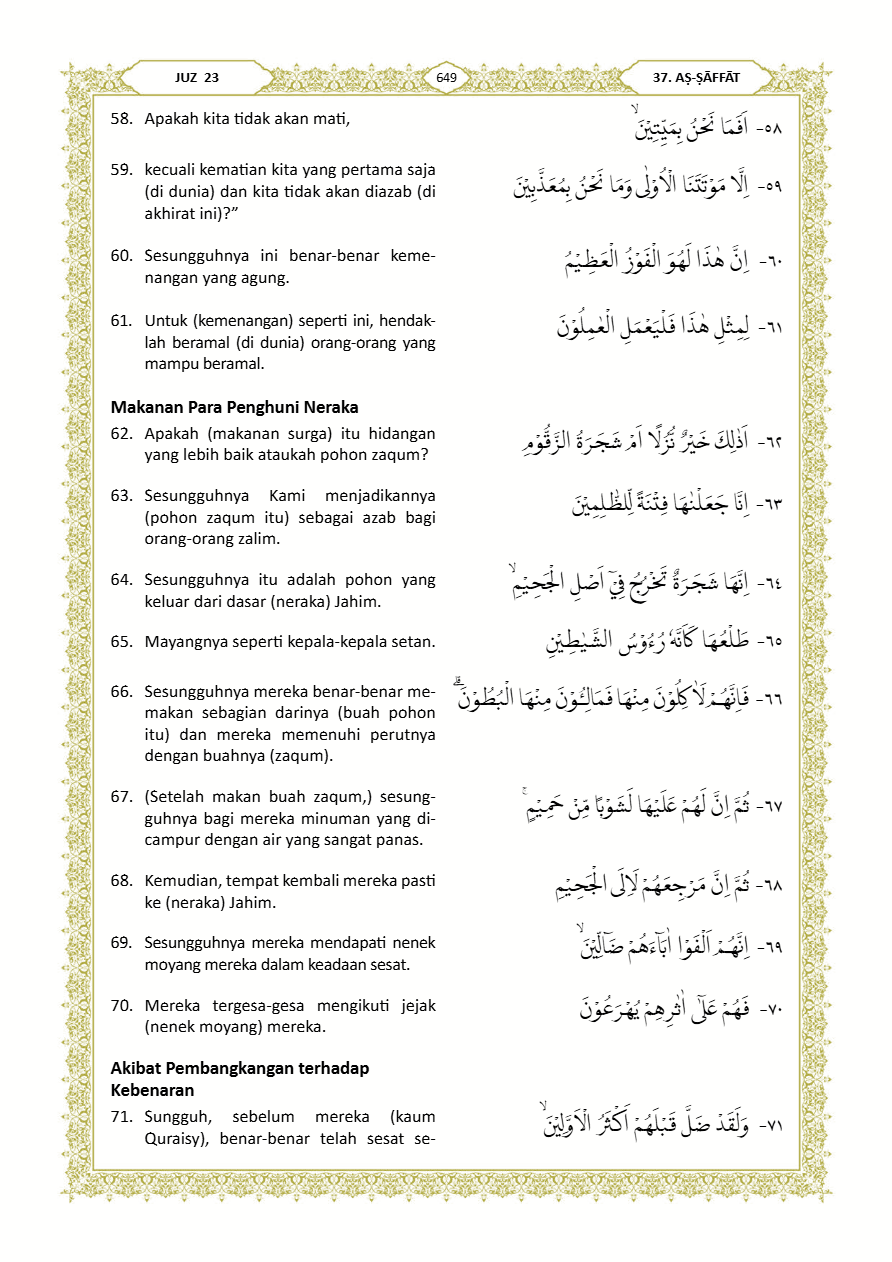 JUZ 23
649
37. AṢ-ṢĀFFĀT
58. Apakah kita tidak akan mati,
٥٨- اَفَمَا نَحْنُ بِمَيِّتِيْنَۙ
59. kecuali kematian kita yang pertama saja
(di dunia) dan kita tidak akan diazab (di
akhirat ini)?”
٥٩- اِلَّا مَوْتَتَنَا الْاُوْلٰى وَمَا نَحْنُ بِمُعَذَّبِيْنَ
60. Sesungguhnya ini benar-benar keme-
nangan yang agung.
٦٠- اِنَّ هٰذَا لَهُوَ الْفَوْزُ الْعَظِيْمُ
61. Untuk (kemenangan) seperti ini, hendak-
lah beramal (di dunia) orang-orang yang
mampu beramal.
٦١- لِمِثْلِ هٰذَا فَلْيَعْمَلِ الْعٰمِلُوْنَ
Makanan Para Penghuni Neraka
62. Apakah (makanan surga) itu hidangan
yang lebih baik ataukah pohon zaqum?
٦٢- اَذٰلِكَ خَيْرٌ نُّزُلًا اَمْ شَجَرَةُ الزَّقُّوْمِ
63. Sesungguhnya Kami menjadikannya
(pohon zaqum itu) sebagai azab bagi
orang-orang zalim.
٦٣- اِنَّا جَعَلْنٰهَا فِتْنَةً لِّلظّٰلِمِيْنَ
64. Sesungguhnya itu adalah pohon yang
keluar dari dasar (neraka) Jahim.
٦٤- اِنَّهَا شَجَرَةٌ تَخْرُجُ فِيْٓ اَصْلِ الْجَحِيْمِۙ
65. Mayangnya seperti kepala-kepala setan.
٦٥- طَلْعُهَا كَاَنَّهٗ رُءُوْسُ الشَّيٰطِيْنِ
66. Sesungguhnya mereka benar-benar me-
makan sebagian darinya (buah pohon
itu) dan mereka memenuhi perutnya
dengan buahnya (zaqum).
٦٦- فَاِنَّهُمْ لَاٰكِلُوْنَ مِنْهَا فَمَالِـُٔوْنَ مِنْهَا الْبُطُوْنَۗ
67. (Setelah makan buah zaqum,) sesung-
guhnya bagi mereka minuman yang di-
campur dengan air yang sangat panas.
٦٧- ثُمَّ اِنَّ لَهُمْ عَلَيْهَا لَشَوْبًا مِّنْ حَمِيْمٍۚ
68. Kemudian, tempat kembali mereka pasti
ke (neraka) Jahim.
٦٨- ثُمَّ اِنَّ مَرْجِعَهُمْ لَاِلَى الْجَحِيْمِ
69. Sesungguhnya mereka mendapati nenek
moyang mereka dalam keadaan sesat.
٦٩- اِنَّهُمْ اَلْفَوْا اٰبَاۤءَهُمْ ضَاۤلِّيْنَۙ
70. Mereka tergesa-gesa mengikuti jejak
(nenek moyang) mereka.
٧٠- فَهُمْ عَلٰٓى اٰثٰرِهِمْ يُهْرَعُوْنَ
Akibat Pembangkangan terhadap
Kebenaran
71. Sungguh, sebelum mereka (kaum
Quraisy), benar-benar telah sesat se-
٧١- وَلَقَدْ ضَلَّ قَبْلَهُمْ اَكْثَرُ الْاَوَّلِيْنَۙ